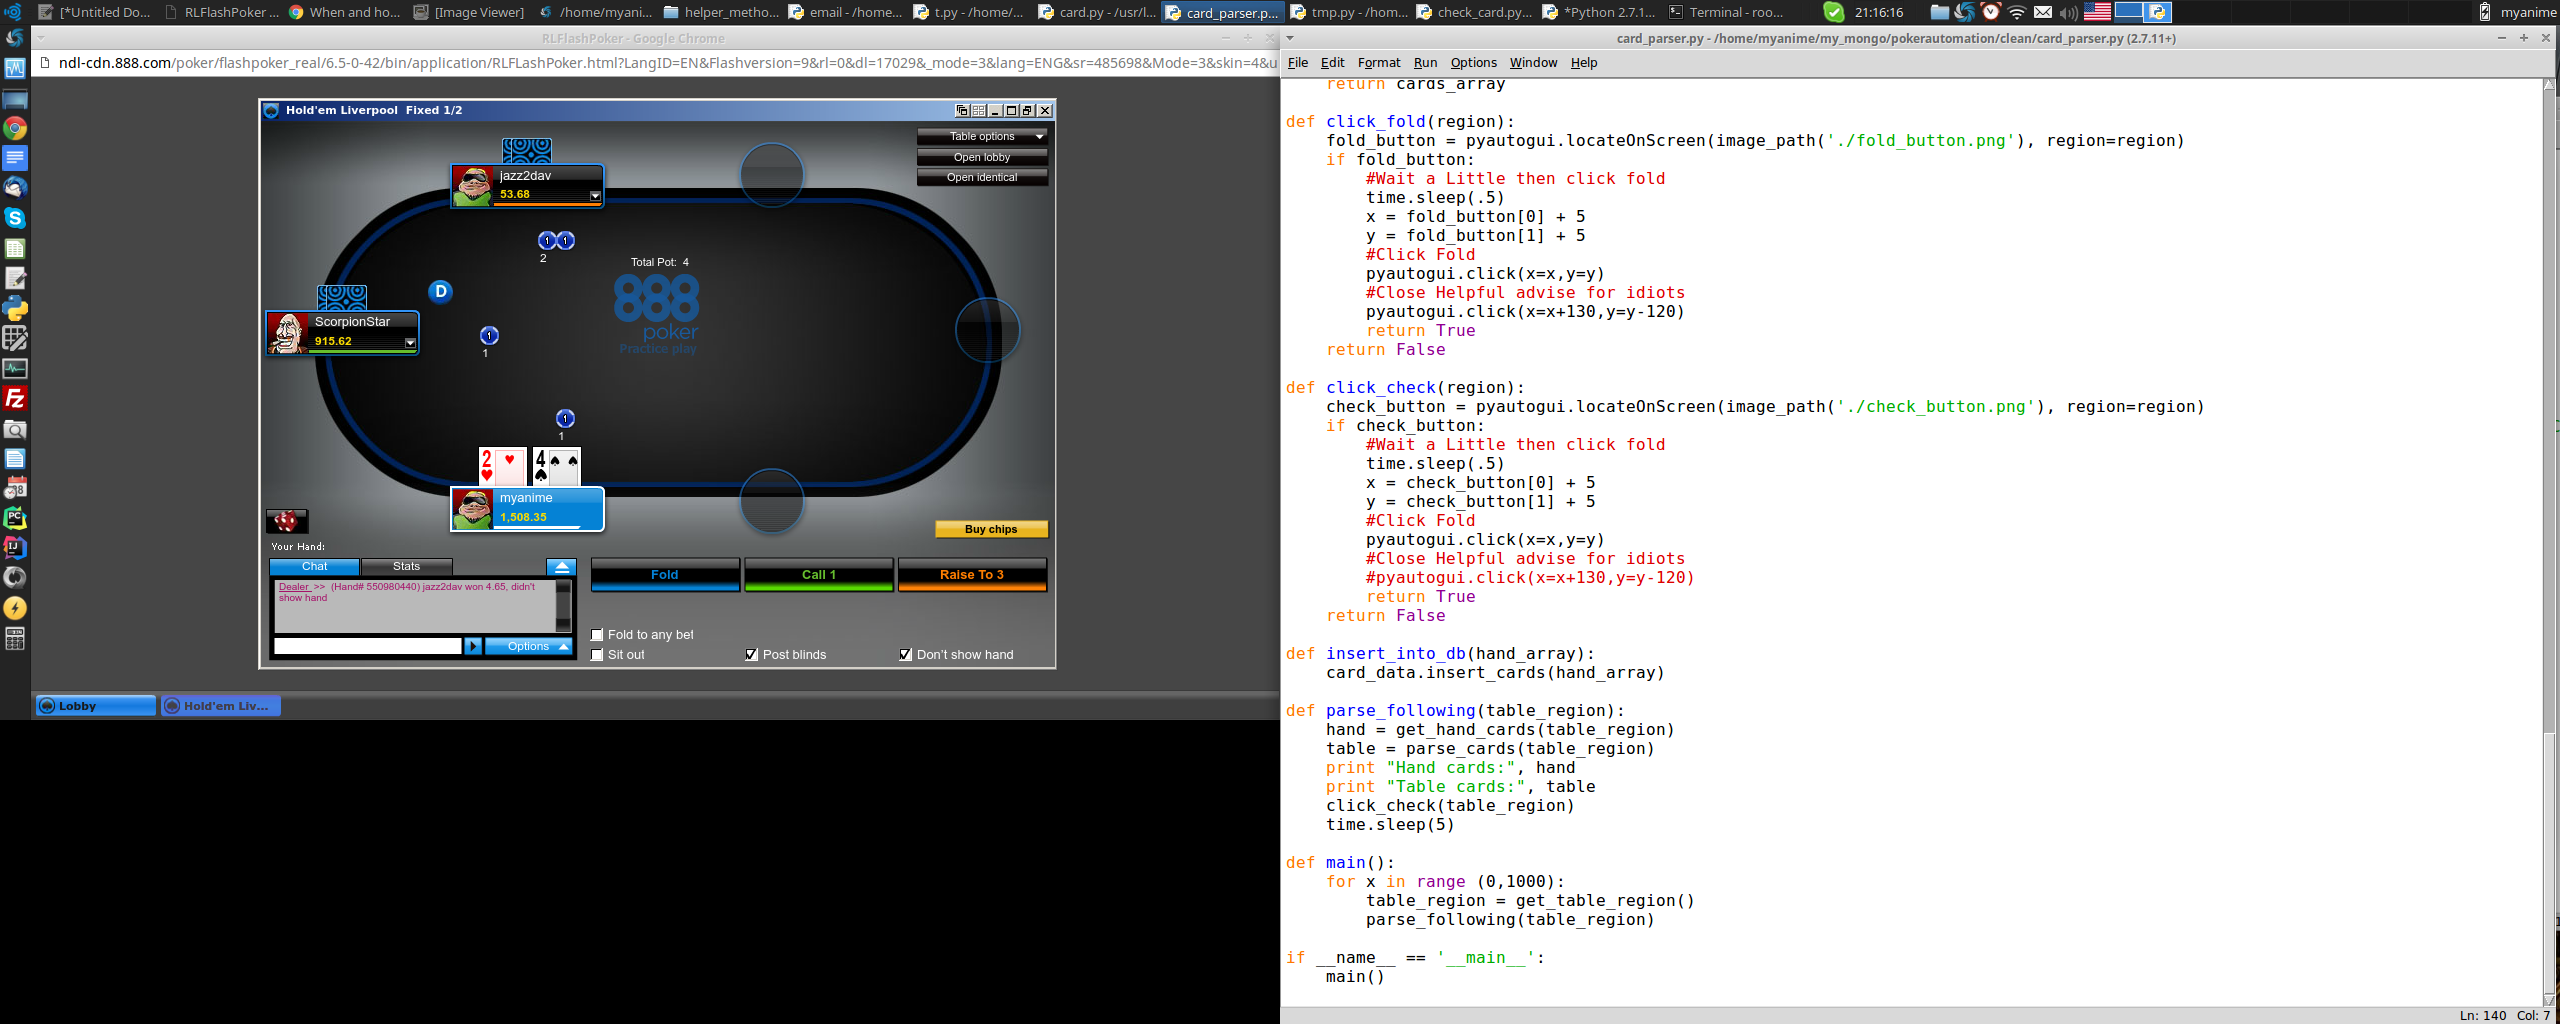 [*Untitled Do...
RLFlashPoker ...
When and ho...
[Image Viewer]
/home/myani...
helper_metho...
email - /home...
t.py - /home/...
card.py - /usr/l...
card_parser.p...
tmp.py - /hom...
check_card.py...
*Python 2.7.1...
Terminal - roo...
21:16:16
myanime
RLFlashPoker - Google Chrome
ndl-cdn.888.com/poker/flashpoker_real/6.5-0-42/bin/application/RLFLashPoker.html?LangID=EN&Flashversion=9&rl=0&dl=17029&_mode=3&lang=ENG&sr=485698&Mode=3&skin=4&u
Hold'em Liverpool Fixed 1/2
Table options
Open lobby
Open identical
jazz2dav
53.68
1 1
2
Total Pot: 4
888
poker
Practice play
D
ScorpionStar
915.62
1
1
1
1
2 4
myanime
1,508.35
Buy chips
Your Hand:
Chat Stats
Dealer >> (Hand# 550980440) jazz2dav won 4.65, didn't
show hand
Options
Fold Call 1 Raise To 3
Fold to any bet
Sit out Post blinds Don't show hand
Lobby Hold'em Liv...
card_parser.py - /home/myanime/my_mongo/pokerautomation/clean/card_parser.py (2.7.11+)
File Edit Format Run Options Window Help
return cards_array
def click_fold(region):
fold_button = pyautogui.locateOnScreen(image_path('./fold_button.png'), region=region)
if fold_button:
#Wait a Little then click fold
time.sleep(.5)
x = fold_button[0] + 5
y = fold_button[1] + 5
#Click Fold
pyautogui.click(x=x,y=y)
#Close Helpful advise for idiots
pyautogui.click(x=x+130,y=y-120)
return True
return False
def click_check(region):
check_button = pyautogui.locateOnScreen(image_path('./check_button.png'), region=region)
if check_button:
#Wait a Little then click fold
time.sleep(.5)
x = check_button[0] + 5
y = check_button[1] + 5
#Click Fold
pyautogui.click(x=x,y=y)
#Close Helpful advise for idiots
#pyautogui.click(x=x+130,y=y-120)
return True
return False
def insert_into_db(hand_array):
card_data.insert_cards(hand_array)
def parse_following(table_region):
hand = get_hand_cards(table_region)
table = parse_cards(table_region)
print "Hand cards:", hand
print "Table cards:", table
click_check(table_region)
time.sleep(5)
def main():
for x in range (0,1000):
table_region = get_table_region()
parse_following(table_region)
if __name__ == '__main__':
main()
Ln: 140 Col: 7